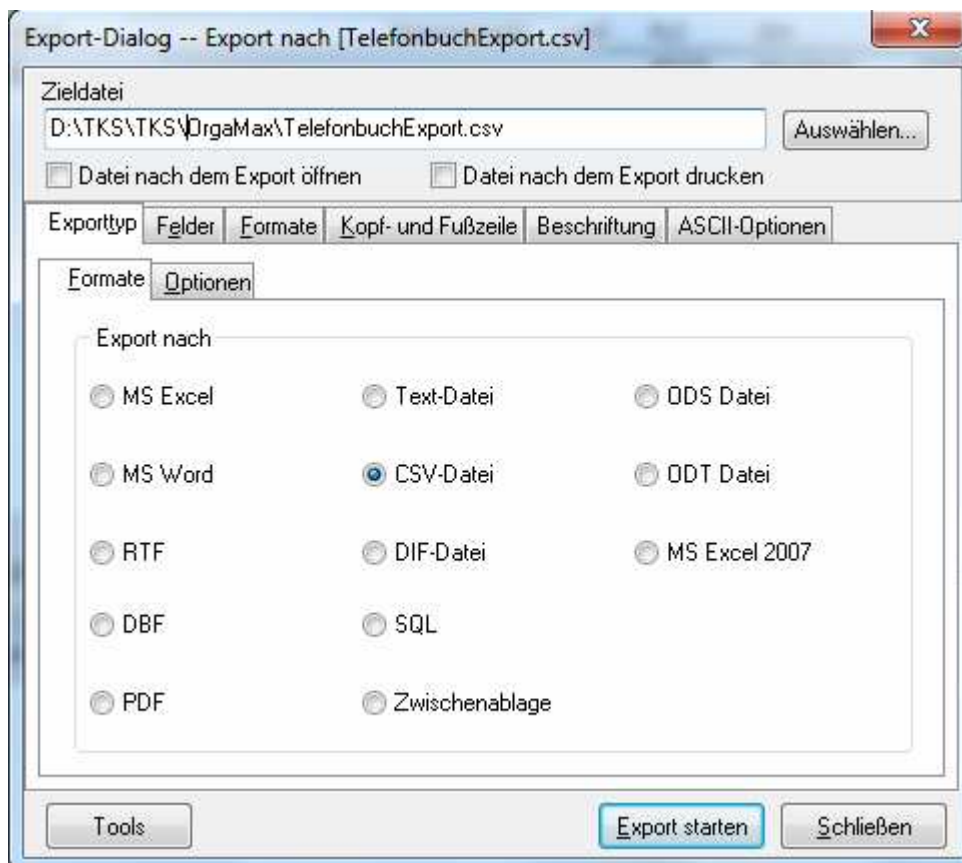 Export-Dialog -- Export nach [TelefonbuchExport.csv]
Zieldatei
D:\TKS\TKS\OrgaMax\TelefonbuchExport.csv
Auswählen...
Datei nach dem Export öffnen
Datei nach dem Export drucken
Exporttyp
Felder
Formate
Kopf- und Fußzeile
Beschriftung
ASCII-Optionen
Formate
Optionen
Export nach
MS Excel
Text-Datei
ODS Datei
MS Word
CSV-Datei
ODT Datei
RTF
DIF-Datei
MS Excel 2007
DBF
SQL
PDF
Zwischenablage
Tools
Export starten
Schließen